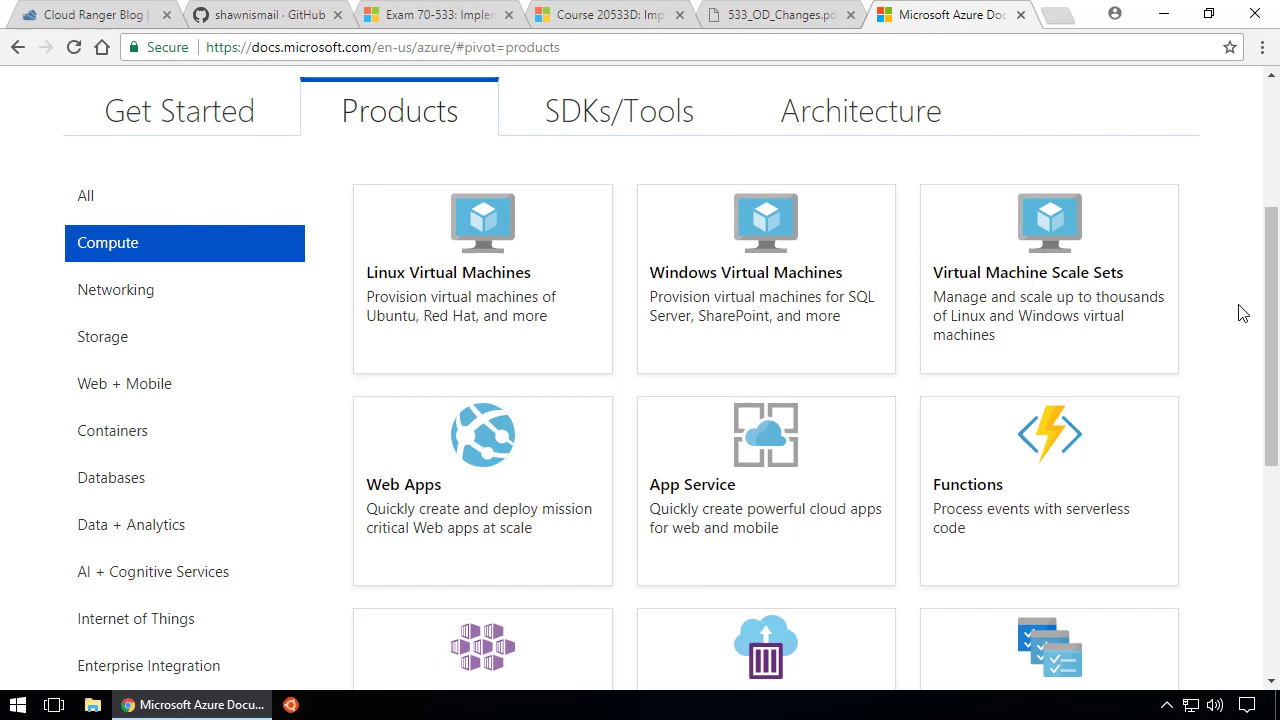 Cloud Ranger Blog |
shawnismail · GitHub
Exam 70-533: Implem
Course 20533D: Imp
533_OD_Changes.pd
Microsoft Azure Doc
Secure
https://docs.microsoft.com/en-us/azure/#pivot=products
Get Started
Products
SDKs/Tools
Architecture
All
Compute
Networking
Storage
Web + Mobile
Containers
Databases
Data + Analytics
AI + Cognitive Services
Internet of Things
Enterprise Integration
Linux Virtual Machines
Provision virtual machines of
Ubuntu, Red Hat, and more
Windows Virtual Machines
Provision virtual machines for SQL
Server, SharePoint, and more
Virtual Machine Scale Sets
Manage and scale up to thousands
of Linux and Windows virtual
machines
Web Apps
Quickly create and deploy mission
critical Web apps at scale
App Service
Quickly create powerful cloud apps
for web and mobile
Functions
Process events with serverless
code
Microsoft Azure Docu...